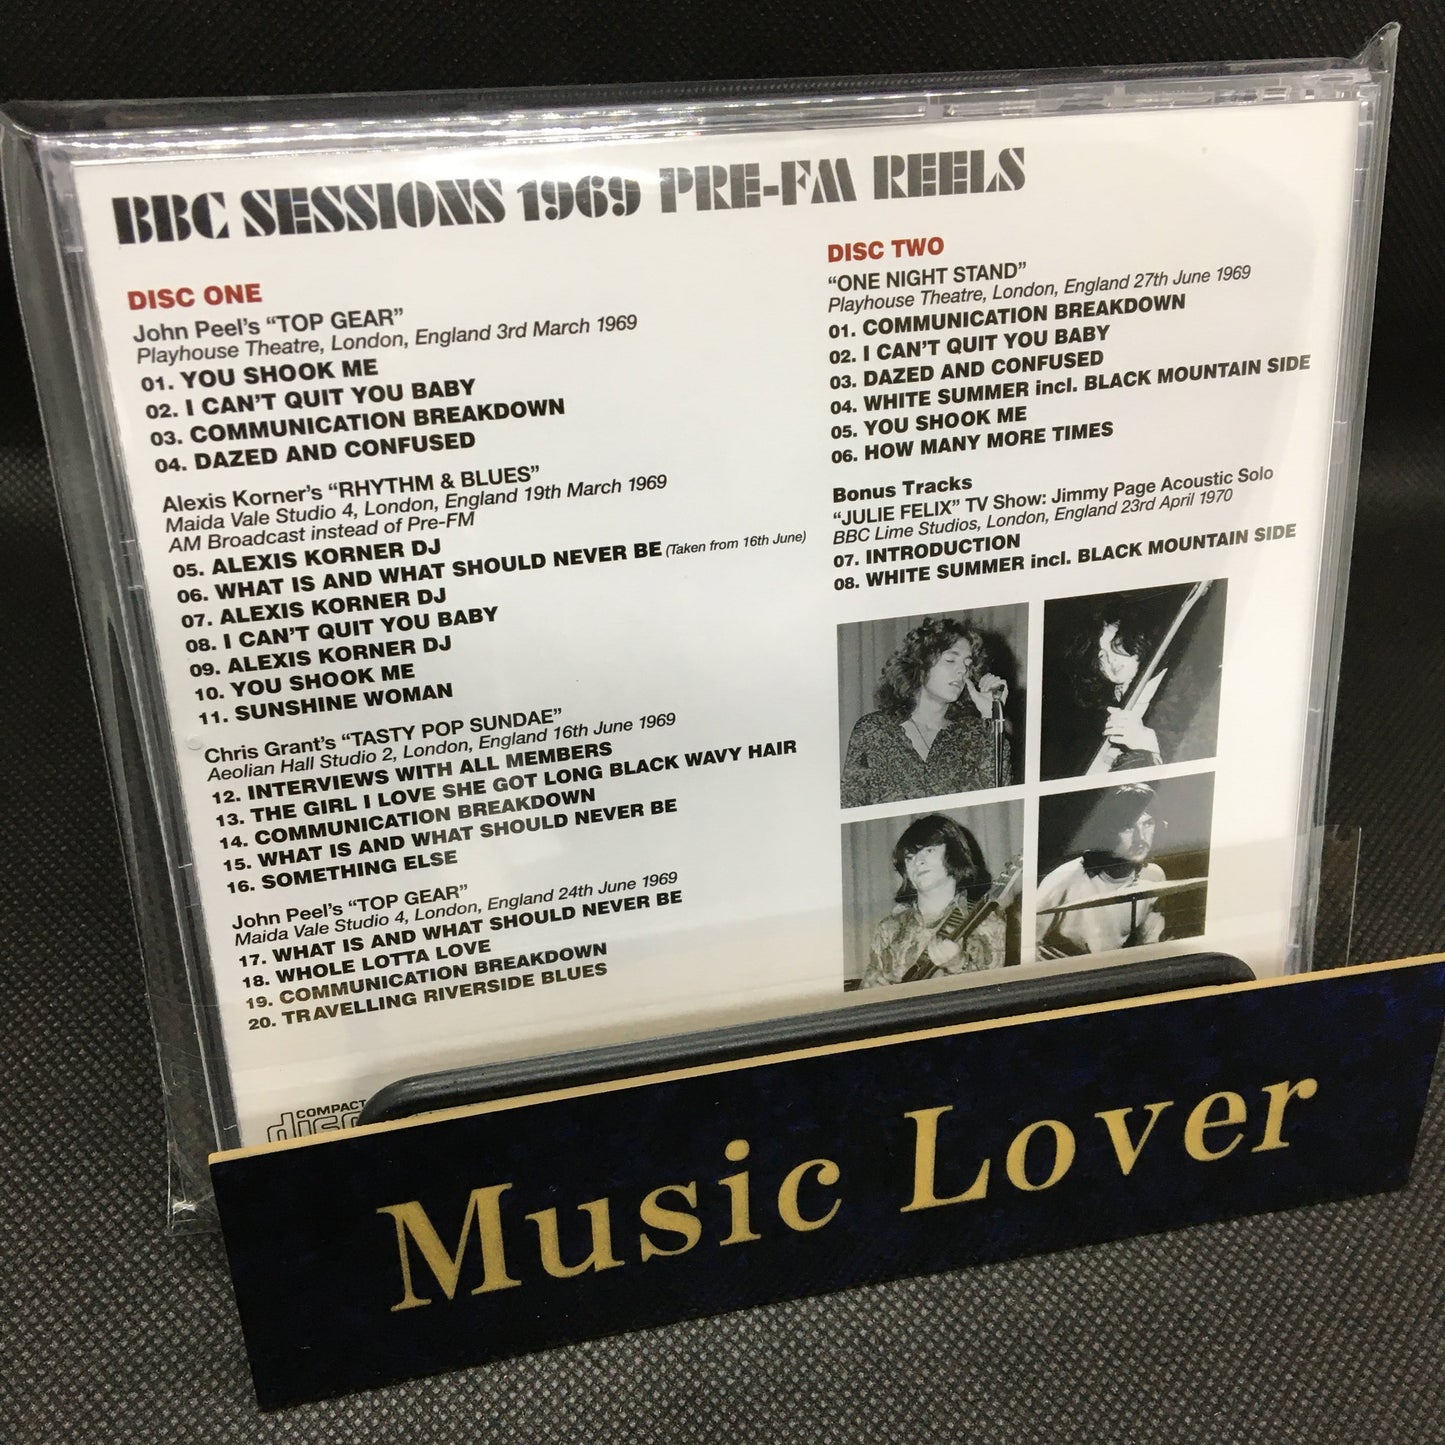 BBC SESSIONS 1969 PRE-FM REELS
DISC ONE
John Peel's “TOP GEAR”
Playhouse Theatre, London, England 3rd March 1969
01. YOU SHOOK ME
02. I CAN'T QUIT YOU BABY
03. COMMUNICATION BREAKDOWN
04. DAZED AND CONFUSED
Alexis Korner's “RHYTHM & BLUES”
Maida Vale Studio 4, London, England 19th March 1969
AM Broadcast instead of Pre-FM
05. ALEXIS KORNER DJ
06. WHAT IS AND WHAT SHOULD NEVER BE (Taken from 16th June)
07. ALEXIS KORNER DJ
08. I CAN'T QUIT YOU BABY
09. ALEXIS KORNER DJ
10. YOU SHOOK ME
11. SUNSHINE WOMAN
Chris Grant's “TASTY POP SUNDAE”
Aeolian Hall Studio 2, London, England 16th June 1969
12. INTERVIEWS WITH ALL MEMBERS
13. THE GIRL I LOVE SHE GOT LONG BLACK WAVY HAIR
14. COMMUNICATION BREAKDOWN
15. WHAT IS AND WHAT SHOULD NEVER BE
16. SOMETHING ELSE
John Peel's “TOP GEAR”
Maida Vale Studio 4, London, England 24th June 1969
17. WHAT IS AND WHAT SHOULD NEVER BE
18. WHOLE LOTTA LOVE
19. COMMUNICATION BREAKDOWN
20. TRAVELLING RIVERSIDE BLUES
DISC TWO
“ONE NIGHT STAND”
Playhouse Theatre, London, England 27th June 1969
01. COMMUNICATION BREAKDOWN
02. I CAN'T QUIT YOU BABY
03. DAZED AND CONFUSED
04. WHITE SUMMER incl. BLACK MOUNTAIN SIDE
05. YOU SHOOK ME
06. HOW MANY MORE TIMES
Bonus Tracks
“JULIE FELIX” TV Show: Jimmy Page Acoustic Solo
BBC Lime Studios, London, England 23rd April 1970
07. INTRODUCTION
08. WHITE SUMMER incl. BLACK MOUNTAIN SIDE
COMPACT
disc
Music Lover